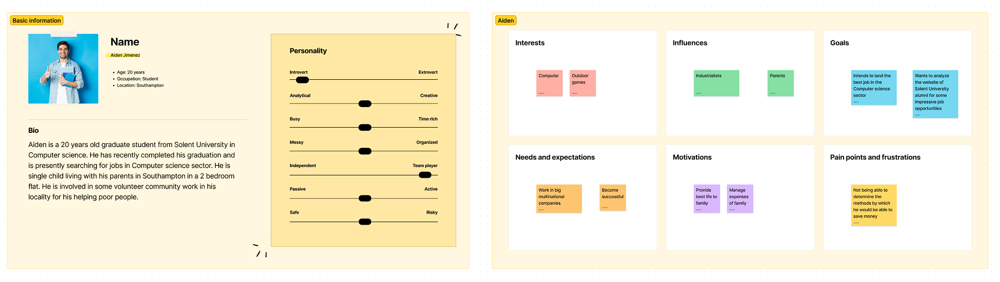 Basic information
Name
Aiden Jimenez
• Age: 20 years
• Occupation: Student
• Location: Southampton
Bio
Aiden is a 20 years old graduate student from Solent University in
Computer science. He has recently completed his graduation and
is presently searching for jobs in Computer science sector. He is
single child living with his parents in Southampton in a 2 bedroom
flat. He is involved in some volunteer community work in his
locality for his helping poor people.
Personality
Introvert Extrovert
Analytical Creative
Busy Time rich
Messy Organized
Independent Team player
Passive Active
Safe Risky
Aiden
Interests
Computer
Outdoor
games
Influences
Industrialists
Parents
Goals
Intends to land the
best job in the
Computer science
sector
Wants to analyze
the website of
Solent University
alumni for some
impressive job
opportunities
Needs and expectations
Work in big
multinational
companies
Become
successful
Motivations
Provide
best life to
family
Manage
expenses
of family
Pain points and frustrations
Not being able to
determine the
methods by which
he would be able to
save money